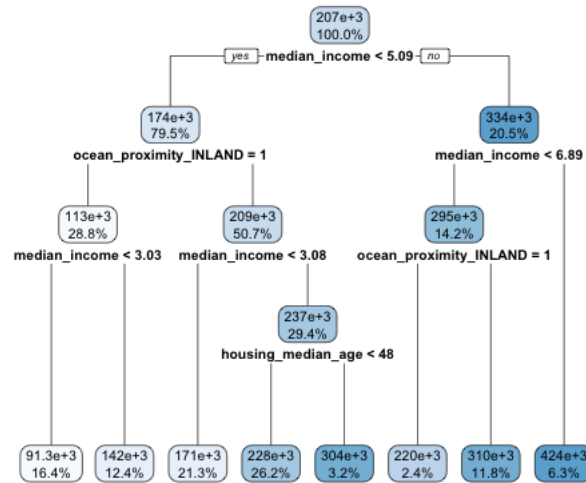 207e+3
100.0%
yes median_income < 5.09 no
174e+3
79.5%
ocean_proximity_INLAND = 1
334e+3
20.5%
median_income < 6.89
113e+3
28.8%
median_income < 3.03
209e+3
50.7%
median_income < 3.08
295e+3
14.2%
ocean_proximity_INLAND = 1
237e+3
29.4%
housing_median_age < 48
91.3e+3
16.4%
142e+3
12.4%
171e+3
21.3%
228e+3
26.2%
304e+3
3.2%
220e+3
2.4%
310e+3
11.8%
424e+3
6.3%